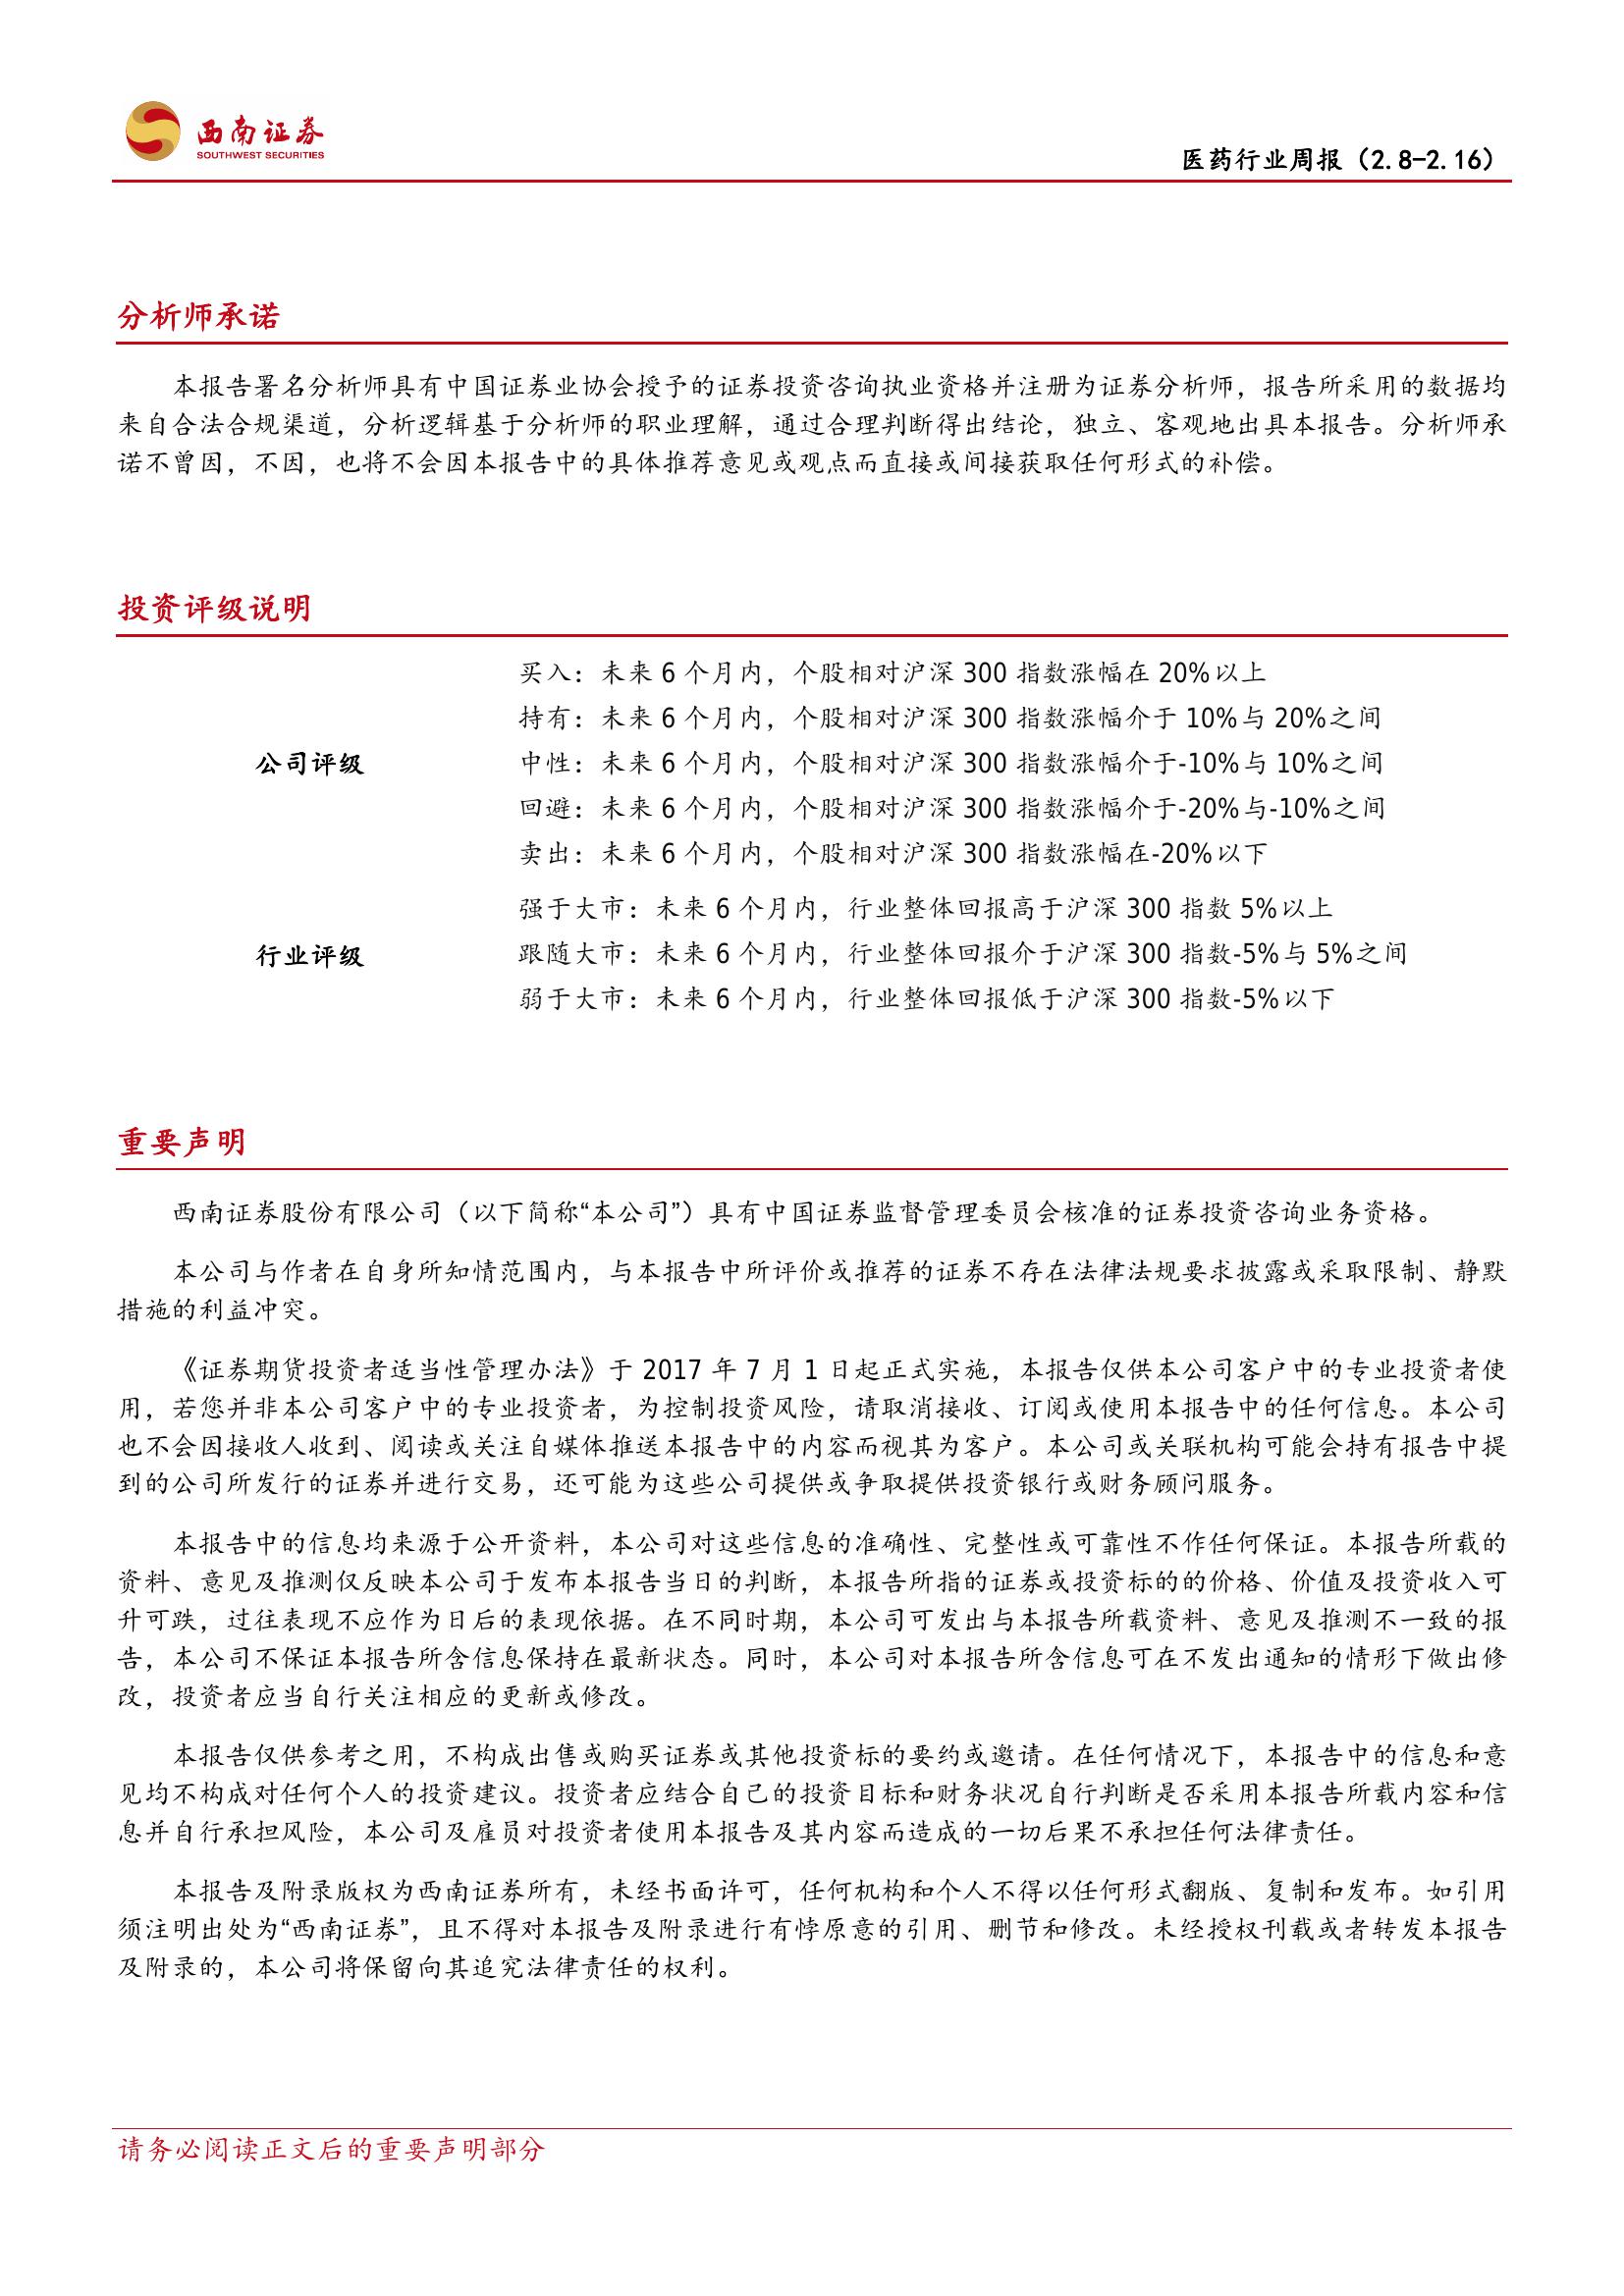 西南证券
SOUTHWEST SECURITIES
医药行业周报（2.8-2.16）
分析师承诺
本报告署名分析师具有中国证券业协会授予的证券投资咨询执业资格并注册为证券分析师，报告所采用的数据均
来自合法合规渠道，分析逻辑基于分析师的职业理解，通过合理判断得出结论，独立、客观地出具本报告。分析师承
诺不曾因，不因，也将不会因本报告中的具体推荐意见或观点而直接或间接获取任何形式的补偿。
投资评级说明
公司评级
买入：未来 6 个月内，个股相对沪深 300 指数涨幅在 20%以上
持有：未来 6 个月内，个股相对沪深 300 指数涨幅介于 10%与 20%之间
中性：未来 6 个月内，个股相对沪深 300 指数涨幅介于-10%与 10%之间
回避：未来 6 个月内，个股相对沪深 300 指数涨幅介于-20%与-10%之间
卖出：未来 6 个月内，个股相对沪深 300 指数涨幅在-20%以下
行业评级
强于大市：未来 6 个月内，行业整体回报高于沪深 300 指数 5%以上
跟随大市：未来 6 个月内，行业整体回报介于沪深 300 指数-5%与 5%之间
弱于大市：未来 6 个月内，行业整体回报低于沪深 300 指数-5%以下
重要声明
西南证券股份有限公司（以下简称“本公司”）具有中国证券监督管理委员会核准的证券投资咨询业务资格。
本公司与作者在自身所知情范围内，与本报告中所评价或推荐的证券不存在法律法规要求披露或采取限制、静默
措施的利益冲突。
《证券期货投资者适当性管理办法》于 2017 年 7 月 1 日起正式实施，本报告仅供本公司客户中的专业投资者使
用，若您并非本公司客户中的专业投资者，为控制投资风险，请取消接收、订阅或使用本报告中的任何信息。本公司
也不会因接收人收到、阅读或关注自媒体推送本报告中的内容而视其为客户。本公司或关联机构可能会持有报告中提
到的公司所发行的证券并进行交易，还可能为这些公司提供或争取提供投资银行或财务顾问服务。
本报告中的信息均来源于公开资料，本公司对这些信息的准确性、完整性或可靠性不作任何保证。本报告所载的
资料、意见及推测仅反映本公司于发布本报告当日的判断，本报告所指的证券或投资标的的价格、价值及投资收入可
升可跌，过往表现不应作为日后的表现依据。在不同时期，本公司可发出与本报告所载资料、意见及推测不一致的报
告，本公司不保证本报告所含信息保持在最新状态。同时，本公司对本报告所含信息可在不发出通知的情形下做出修
改，投资者应当自行关注相应的更新或修改。
本报告仅供参考之用，不构成出售或购买证券或其他投资标的要约或邀请。在任何情况下，本报告中的信息和意
见均不构成对任何个人的投资建议。投资者应结合自己的投资目标和财务状况自行判断是否采用本报告所载内容和信
息并自行承担风险，本公司及雇员对投资者使用本报告及其内容而造成的一切后果不承担任何法律责任。
本报告及附录版权为西南证券所有，未经书面许可，任何机构和个人不得以任何形式翻版、复制和发布。如引用
须注明出处为“西南证券”，且不得对本报告及附录进行有悖原意的引用、删节和修改。未经授权刊载或者转发本报告
及附录的，本公司将保留向其追究法律责任的权利。
请务必阅读正文后的重要声明部分